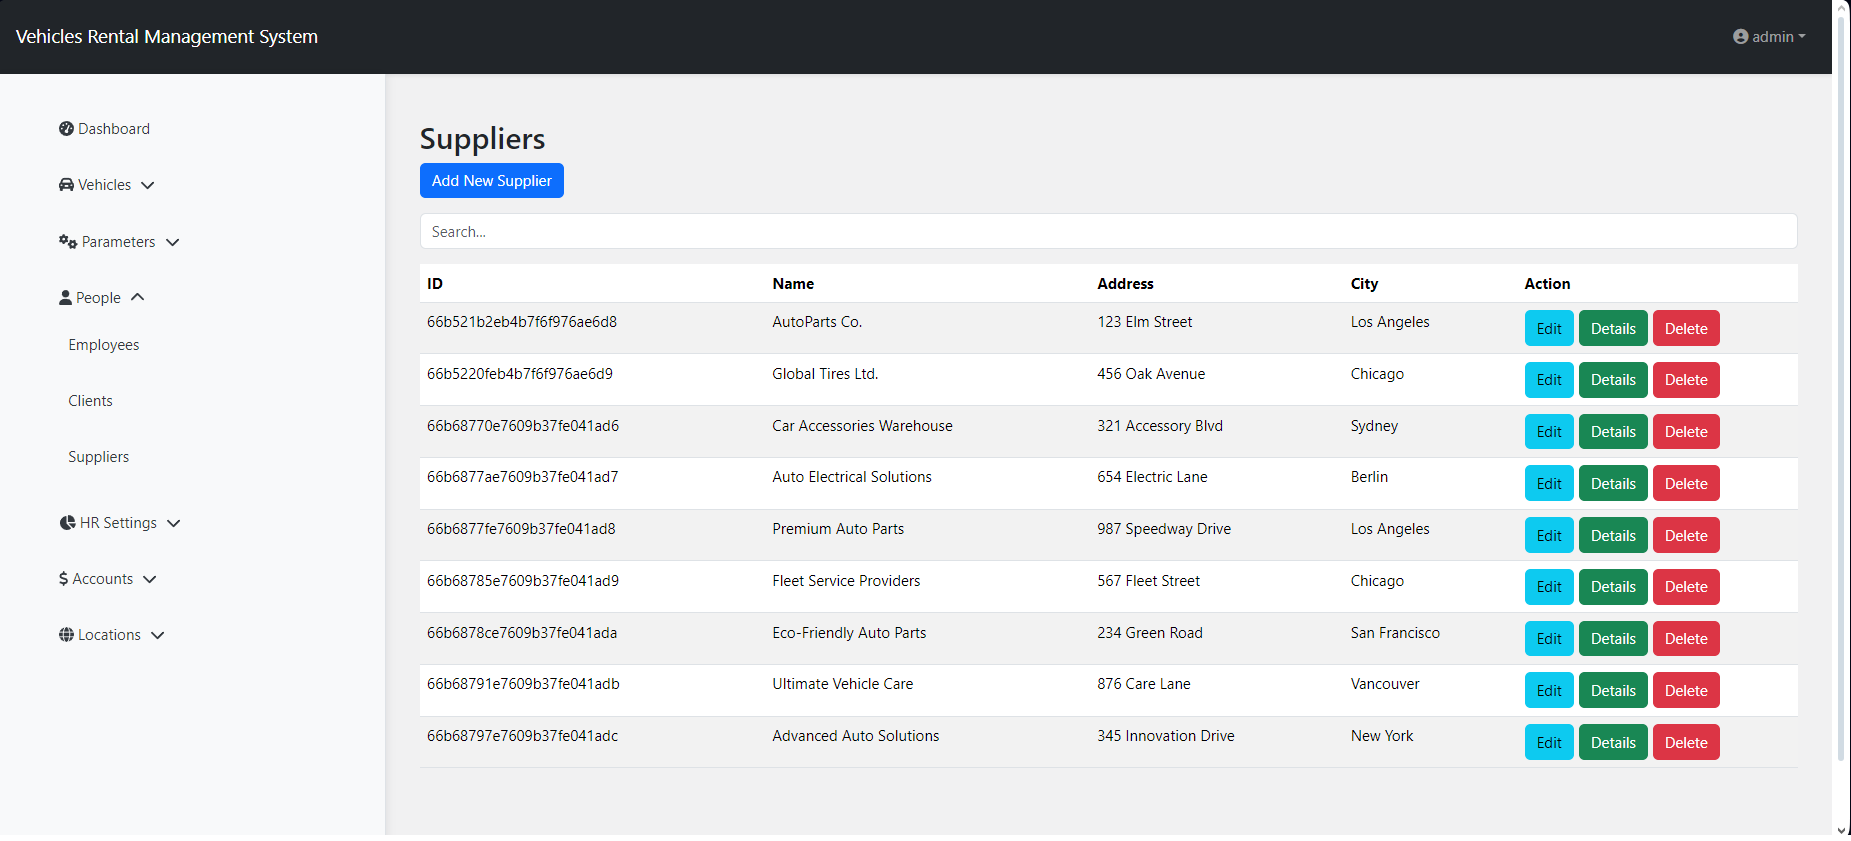 Vehicles Rental Management System
admin
Dashboard
Vehicles
Parameters
People
Employees
Clients
Suppliers
HR Settings
Accounts
Locations
Suppliers
Add New Supplier
Search...
ID Name Address City Action
66b521b2eb4b7f6f976ae6d8 AutoParts Co. 123 Elm Street Los Angeles Edit Details Delete
66b5220feb4b7f6f976ae6d9 Global Tires Ltd. 456 Oak Avenue Chicago Edit Details Delete
66b68770e7609b37fe041ad6 Car Accessories Warehouse 321 Accessory Blvd Sydney Edit Details Delete
66b6877ae7609b37fe041ad7 Auto Electrical Solutions 654 Electric Lane Berlin Edit Details Delete
66b6877fe7609b37fe041ad8 Premium Auto Parts 987 Speedway Drive Los Angeles Edit Details Delete
66b68785e7609b37fe041ad9 Fleet Service Providers 567 Fleet Street Chicago Edit Details Delete
66b6878ce7609b37fe041ada Eco-Friendly Auto Parts 234 Green Road San Francisco Edit Details Delete
66b68791e7609b37fe041adb Ultimate Vehicle Care 876 Care Lane Vancouver Edit Details Delete
66b68797e7609b37fe041adc Advanced Auto Solutions 345 Innovation Drive New York Edit Details Delete